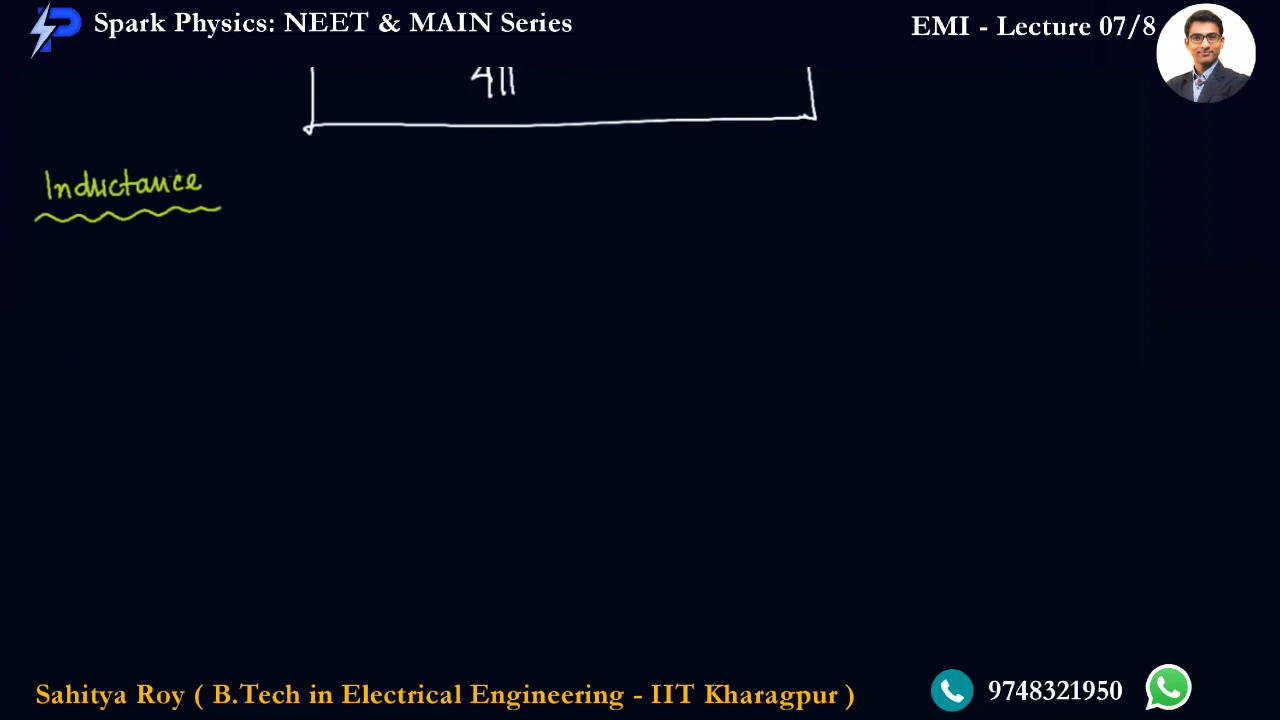 Spark Physics: NEET & MAIN Series
EMI - Lecture 07/8
Inductance
Sahitya Roy ( B.Tech in Electrical Engineering - IIT Kharagpur )
9748321950